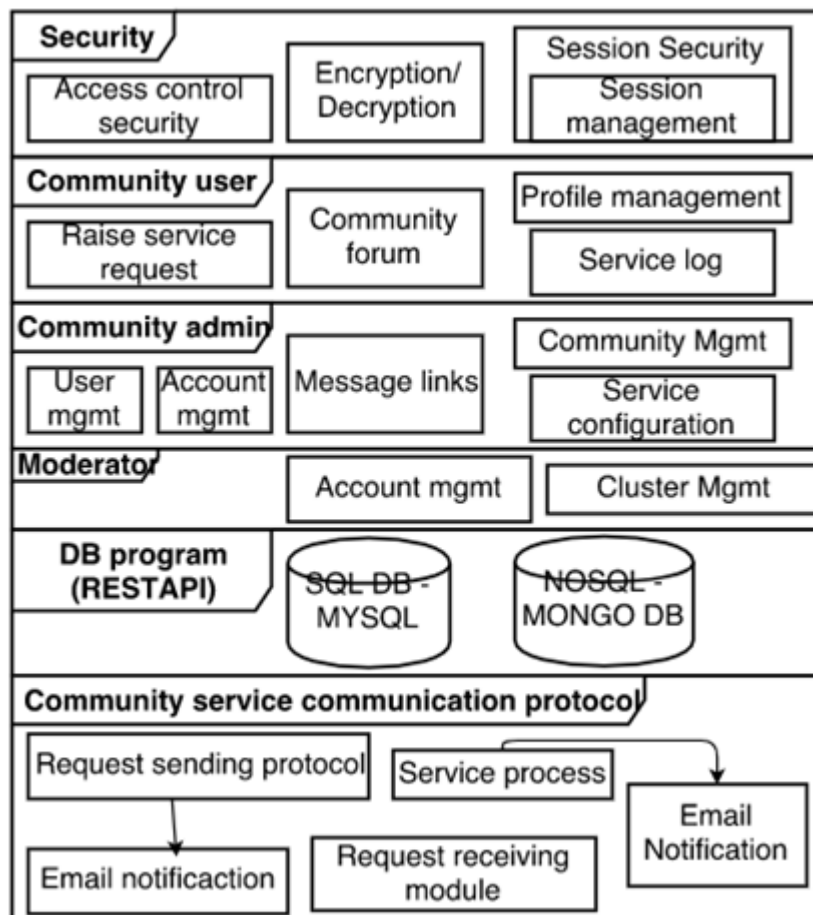 Security
Access control
security
Encryption/
Decryption
Session Security
Session
management
Community user
Raise service
request
Community
forum
Profile management
Service log
Community admin
User
mgmt
Account
mgmt
Message links
Community Mgmt
Service
configuration
Moderator
Account mgmt
Cluster Mgmt
DB program
(RESTAPI)
SQL DB -
MYSQL
NOSQL -
MONGO DB
Community service communication protocol
Request sending protocol
Service process
Email
Notification
Email notificaction
Request receiving
module